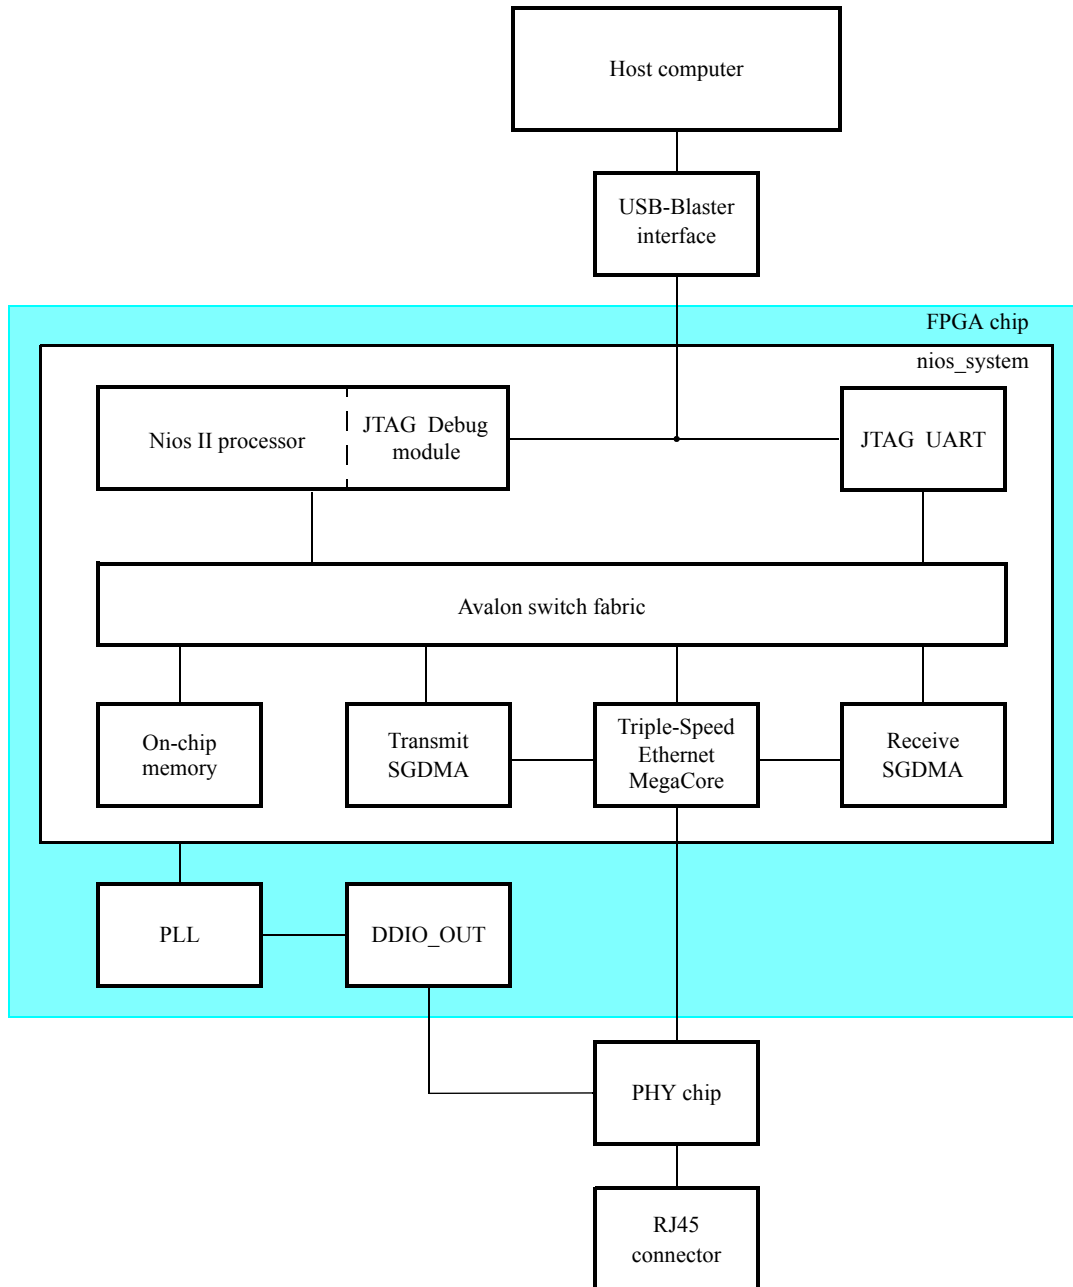 Host computer
USB-Blaster
interface
FPGA chip
nios_system
Nios II processor
JTAG Debug
module
JTAG UART
Avalon switch fabric
On-chip
memory
Transmit
SGDMA
Triple-Speed
Ethernet
MegaCore
Receive
SGDMA
PLL
DDIO_OUT
PHY chip
RJ45
connector